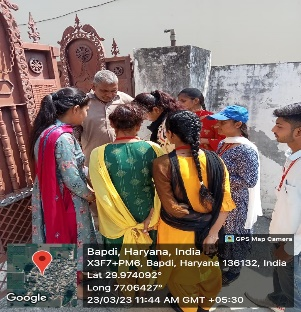 GPS Map Camera
Bapdi, Haryana, India
X3F7+PM6, Bapdi, Haryana 136132, India
Lat 29.974092°
Long 77.06427°
23/03/23 11:44 AM GMT +05:30
Google